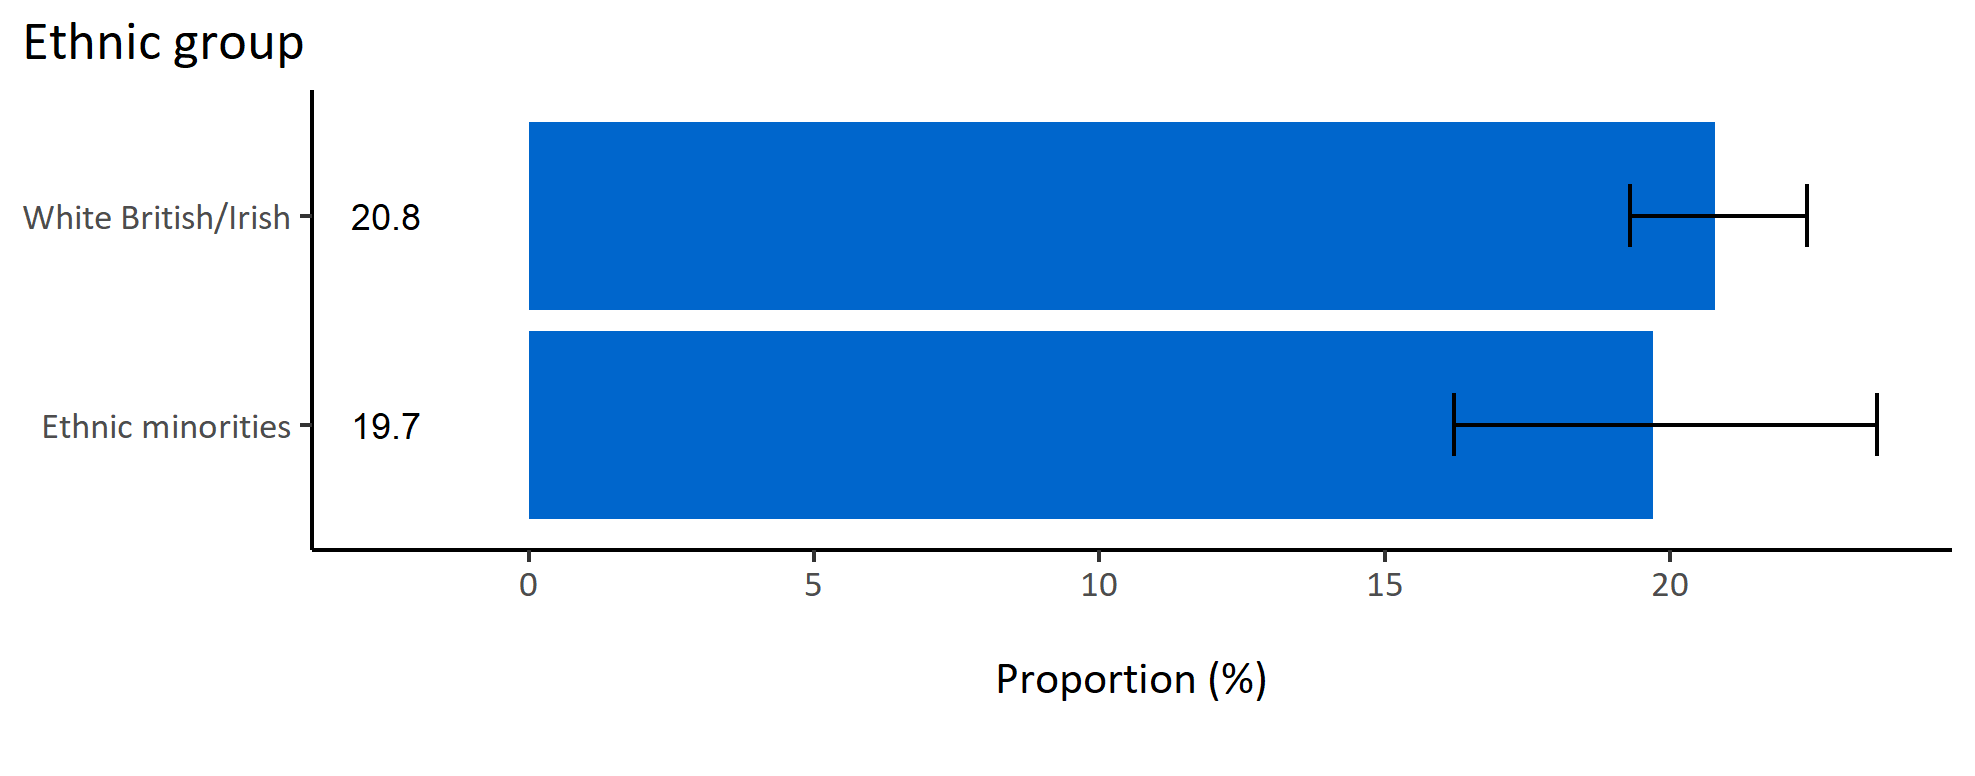 Ethnic group
White British/Irish 20.8
Ethnic minorities 19.7
0 5 10 15 20
Proportion (%)